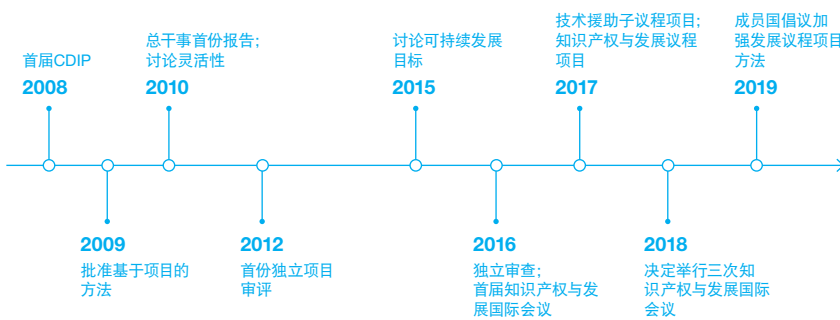 首届CDIP
2008
总干事首份报告；
讨论灵活性
2010
讨论可持续发展
目标
2015
技术援助子议程项目；
知识产权与发展议程
项目
2017
成员国倡议加
强发展议程项目
方法
2019
2009
批准基于项目的
方法
2012
首份独立项目
审评
2016
独立审查；
首届知识产权与发
展国际会议
2018
决定举行三次知
识产权与发展国际
会议